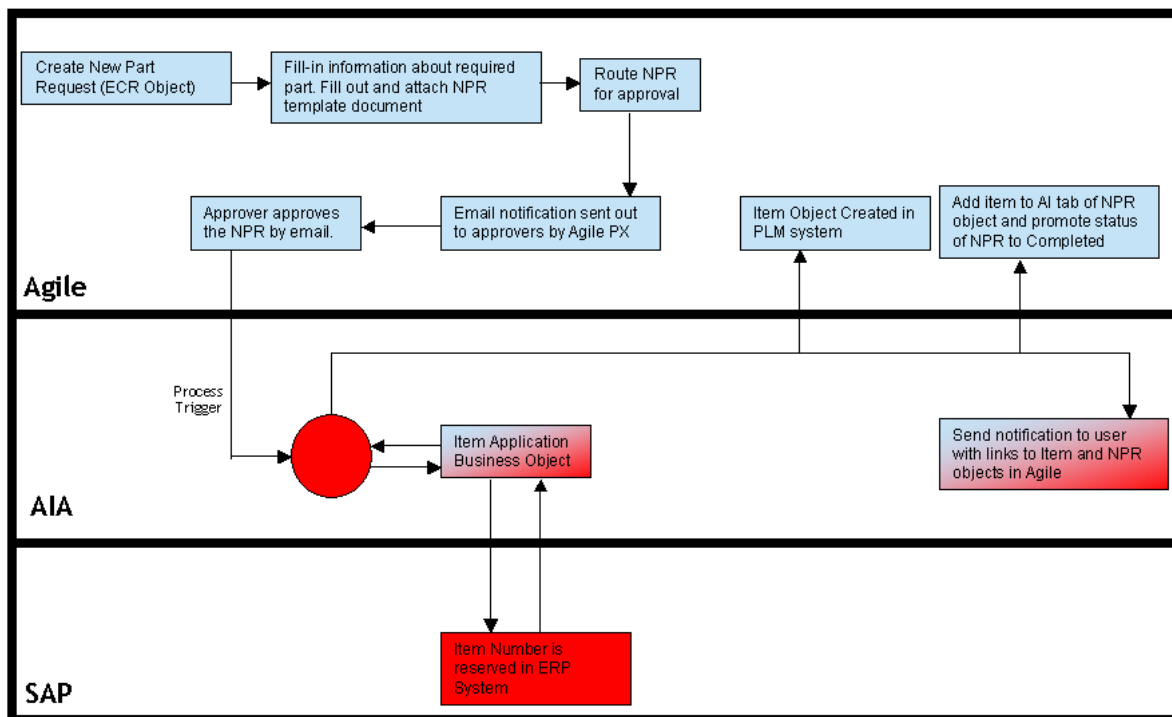 Create New Part
Request (ECR Object)
Fill-in information about required
part. Fill out and attach NPR
template document
Route NPR
for approval
Approver approves
the NPR by email.
Email notification sent out
to approvers by Agile PX
Item Object Created in
PLM system
Add item to AI tab of NPR
object and promote status
of NPR to Completed
Agile
Process
Trigger
Item Application
Business Object
Send notification to user
with links to Item and NPR
objects in Agile
AIA
Item Number is
reserved in ERP
System
SAP